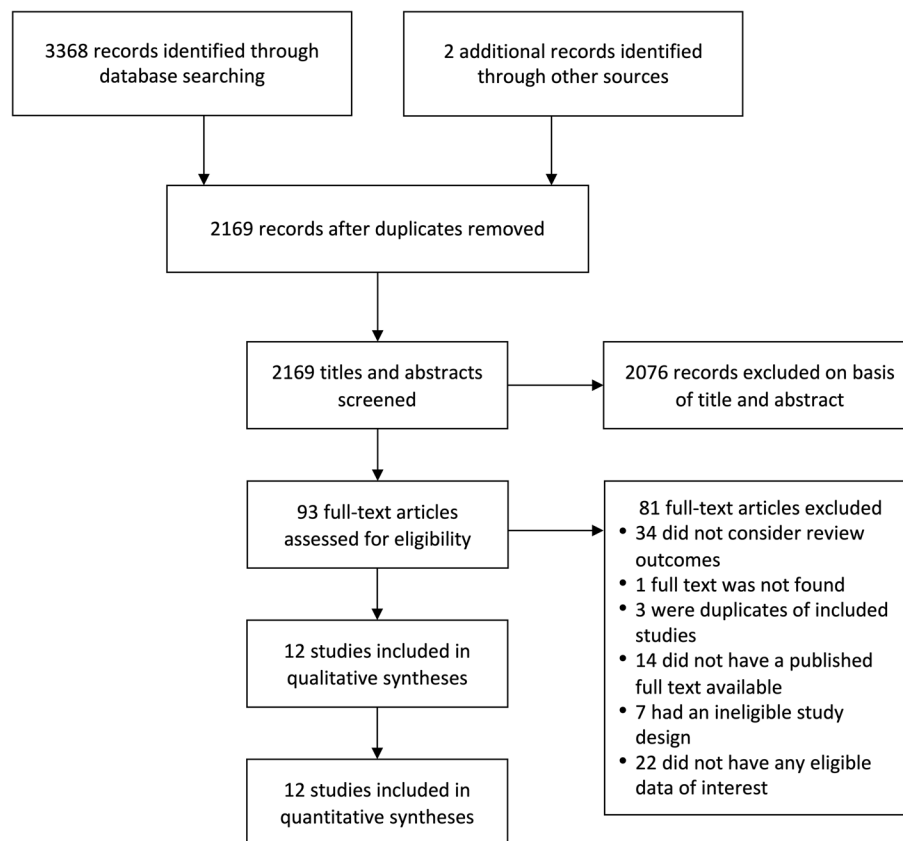 3368 records identified through
database searching
2 additional records identified
through other sources
2169 records after duplicates removed
2169 titles and abstracts
screened
2076 records excluded on basis
of title and abstract
93 full-text articles
assessed for eligibility
81 full-text articles excluded
• 34 did not consider review
outcomes
• 1 full text was not found
• 3 were duplicates of included
studies
• 14 did not have a published
full text available
• 7 had an ineligible study
design
• 22 did not have any eligible
data of interest
12 studies included in
qualitative syntheses
12 studies included in
quantitative syntheses